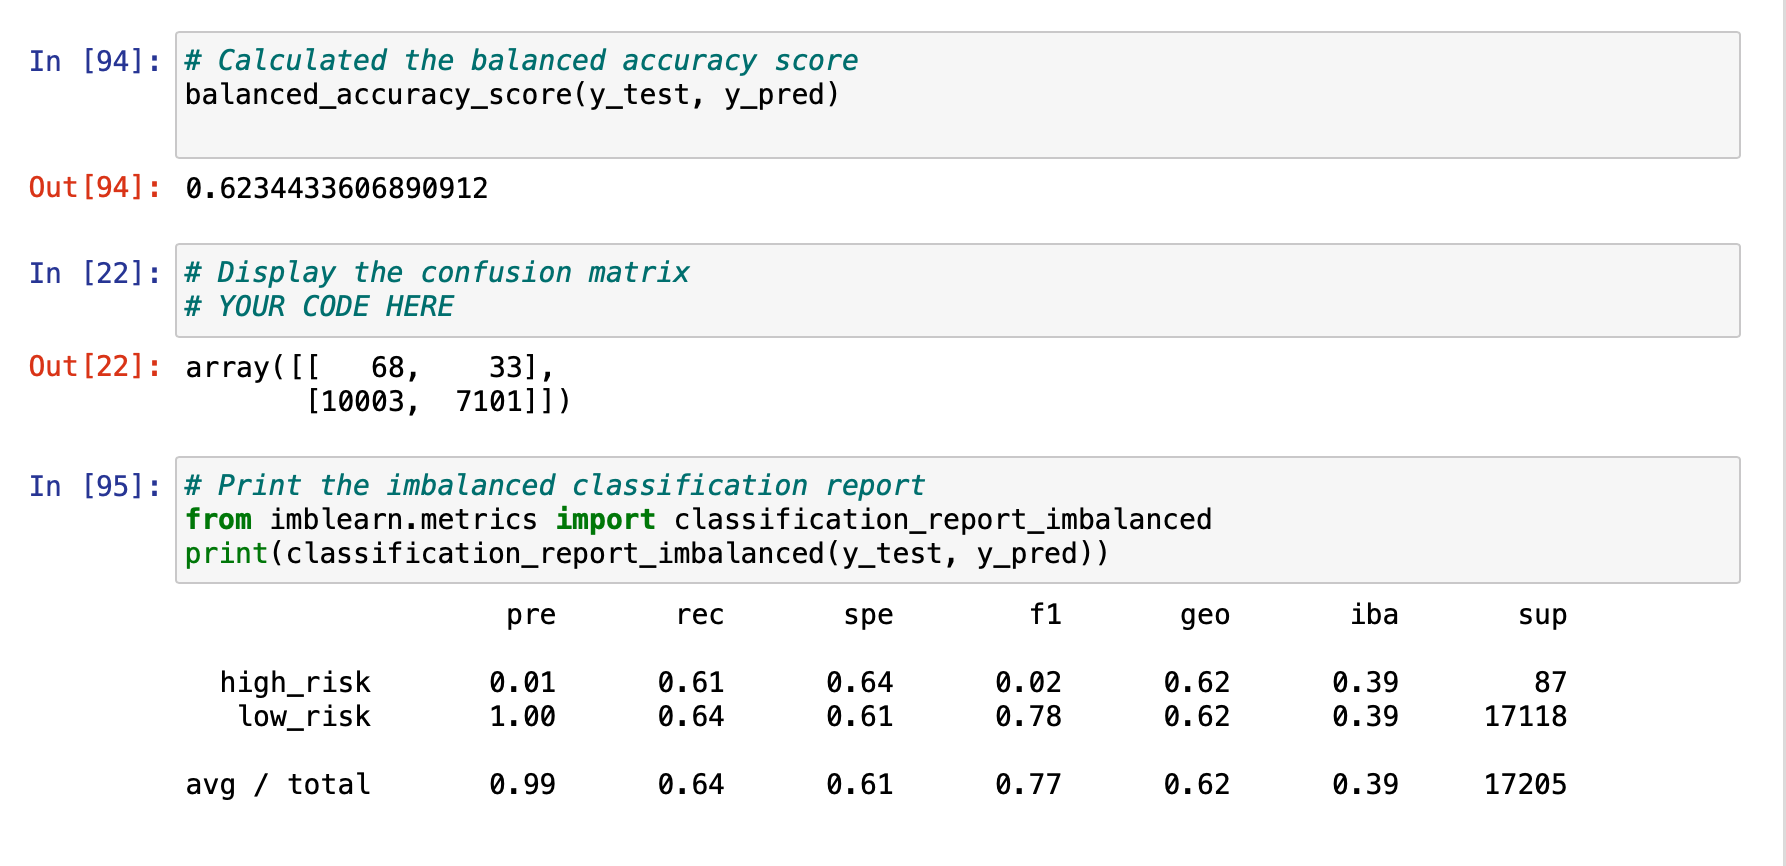 In [94]: # Calculated the balanced accuracy score
balanced_accuracy_score(y_test, y_pred)
Out[94]: 0.6234433606890912
In [22]: # Display the confusion matrix
# YOUR CODE HERE
Out[22]: array([[   68,    33],
       [10003,  7101]])
In [95]: # Print the imbalanced classification report
from imblearn.metrics import classification_report_imbalanced
print(classification_report_imbalanced(y_test, y_pred))
pre rec spe f1 geo iba sup
high_risk 0.01 0.61 0.64 0.02 0.62 0.39 87
low_risk 1.00 0.64 0.61 0.78 0.62 0.39 17118
avg / total 0.99 0.64 0.61 0.77 0.62 0.39 17205